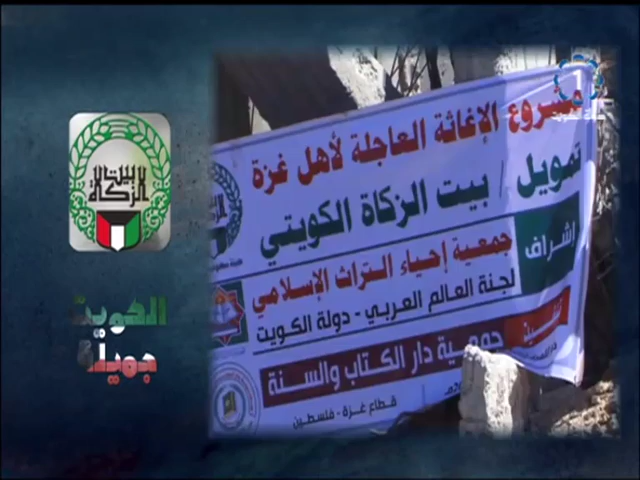 بيت
الزكاة
الكويت
جميلة
مشروع الإغاثة العاجلة لأهل غزة
تمويل / بيت الزكاة الكويتي
إشراف
جمعية إحياء التراث الإسلامي
لجنة العالم العربي - دولة الكويت
تنفيذ
جمعية دار الكتاب والسنة
قطاع غزة - فلسطين